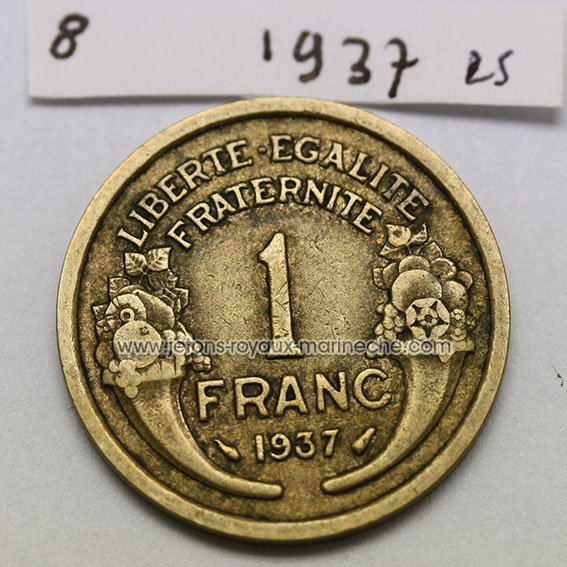 8 1937 25
LIBERTE · EGALITE
FRATERNITE
1
www.jetons-royaux-marineche.com
FRANC
1937